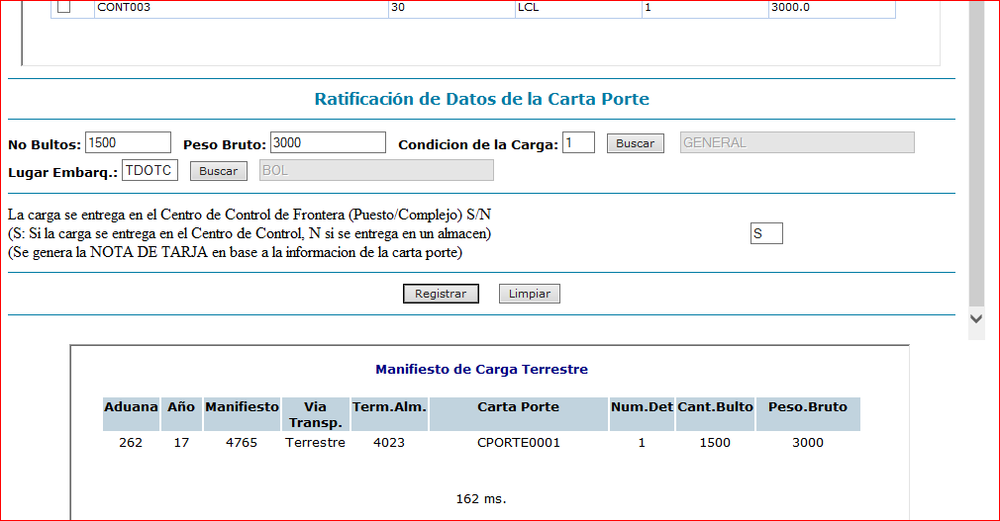 CONT003 30 LCL 1 3000.0
Ratificación de Datos de la Carta Porte
No Bultos: 1500 Peso Bruto: 3000 Condicion de la Carga: 1 Buscar GENERAL
Lugar Embarq.: TDOTC Buscar BOL
La carga se entrega en el Centro de Control de Frontera (Puesto/Complejo) S/N
(S: Si la carga se entrega en el Centro de Control, N si se entrega en un almacen)
S
(Se genera la NOTA DE TARJA en base a la informacion de la carta porte)
Registrar Limpiar
Manifiesto de Carga Terrestre
Aduana Año Manifiesto Via Transp. Term.Alm. Carta Porte Num.Det Cant.Bulto Peso.Bruto
262 17 4765 Terrestre 4023 CPORTE0001 1 1500 3000
162 ms.